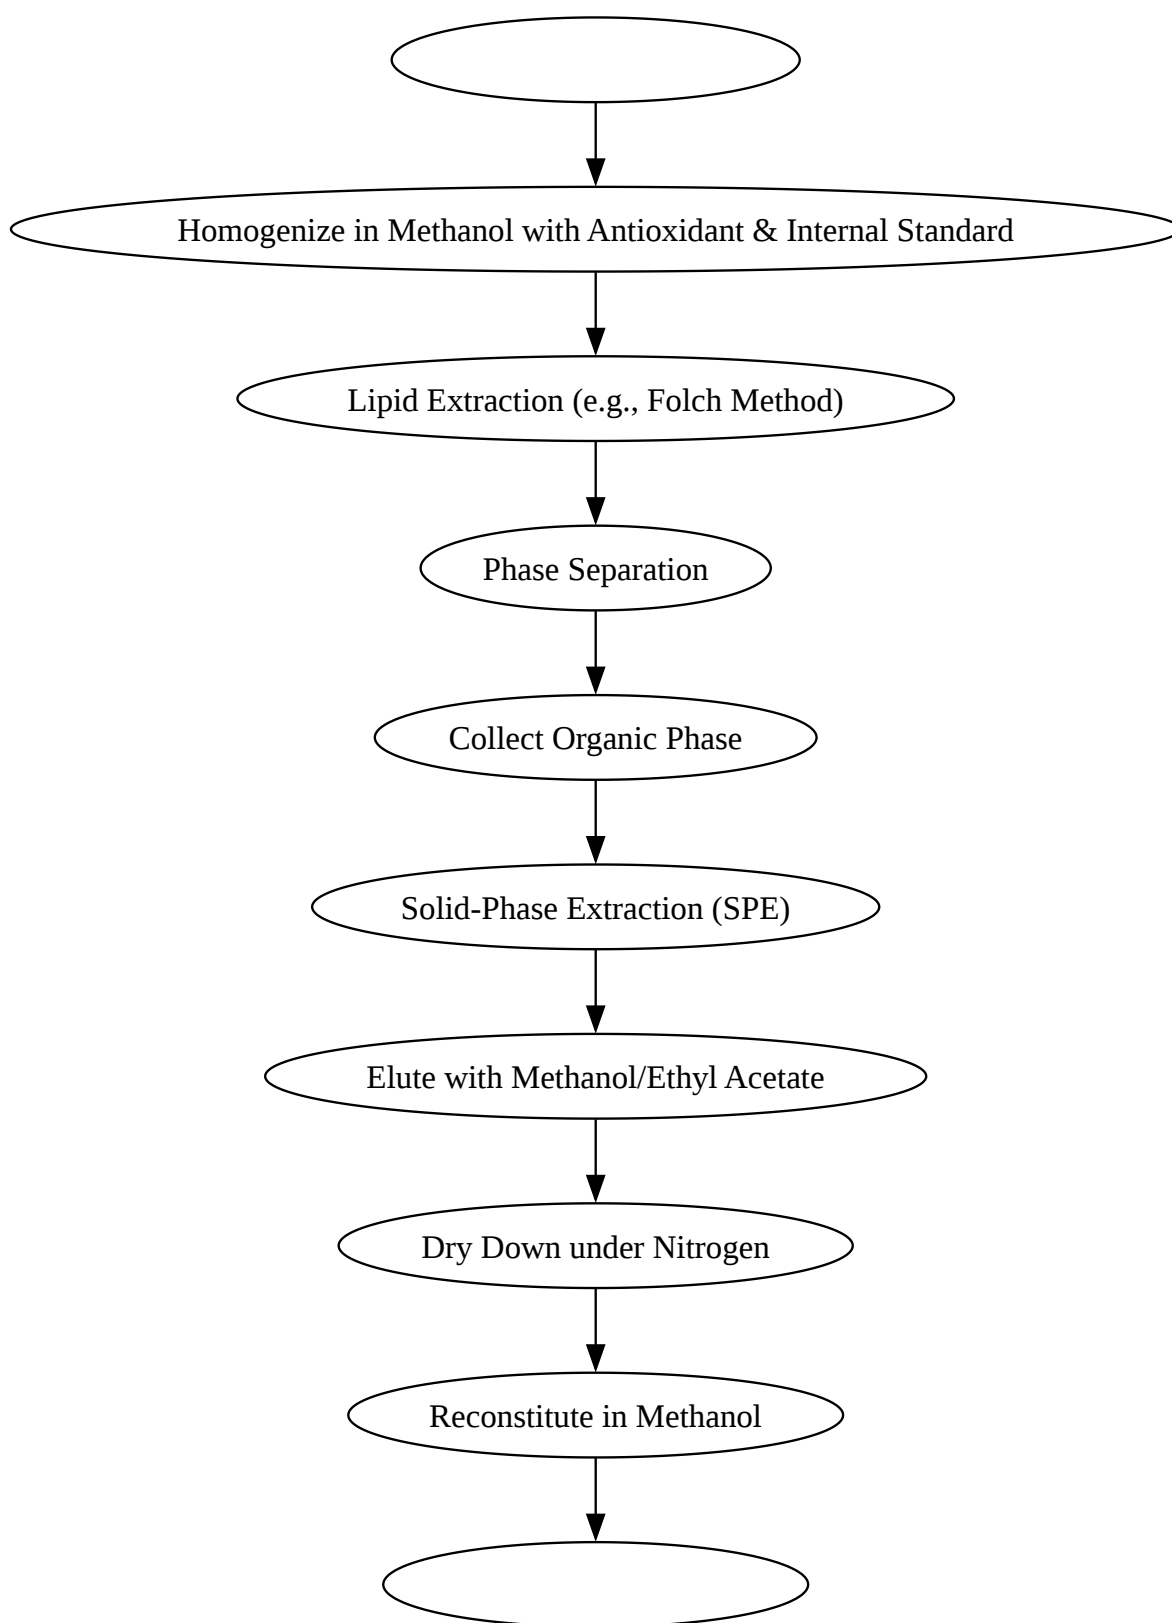 Homogenize in Methanol with Antioxidant & Internal Standard
Lipid Extraction (e.g., Folch Method)
Phase Separation
Collect Organic Phase
Solid-Phase Extraction (SPE)
Elute with Methanol/Ethyl Acetate
Dry Down under Nitrogen
Reconstitute in Methanol